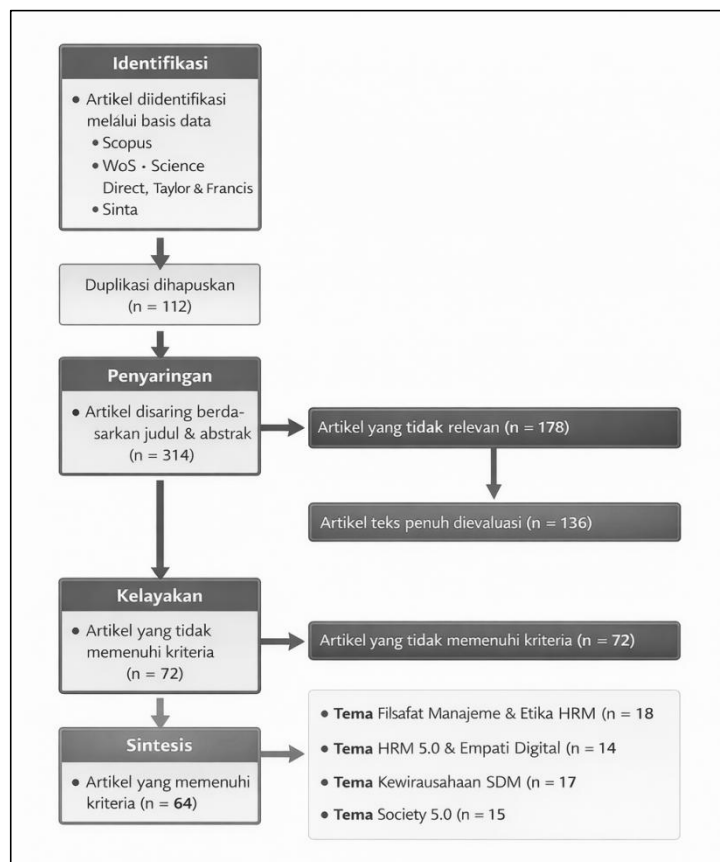 Identifikasi
• Artikel diidentifikasi
melalui basis data
• Scopus
• WoS • Science
Direct, Taylor & Francis
• Sinta
Duplikasi dihapuskan
(n = 112)
Penyaringan
• Artikel disaring berda-
sarkan judul & abstrak
(n = 314)
Artikel yang tidak relevan (n = 178)
Artikel teks penuh dievaluasi (n = 136)
Kelayakan
• Artikel yang tidak
memenuhi kriteria
(n = 72)
Artikel yang tidak memenuhi kriteria (n = 72)
Sintesis
• Artikel yang memenuhi
kriteria (n = 64)
• Tema Filsafat Manajeme & Etika HRM (n = 18
• Tema HRM 5.0 & Empati Digital (n = 14
• Tema Kewirausahaan SDM (n = 17
• Tema Society 5.0 (n = 15